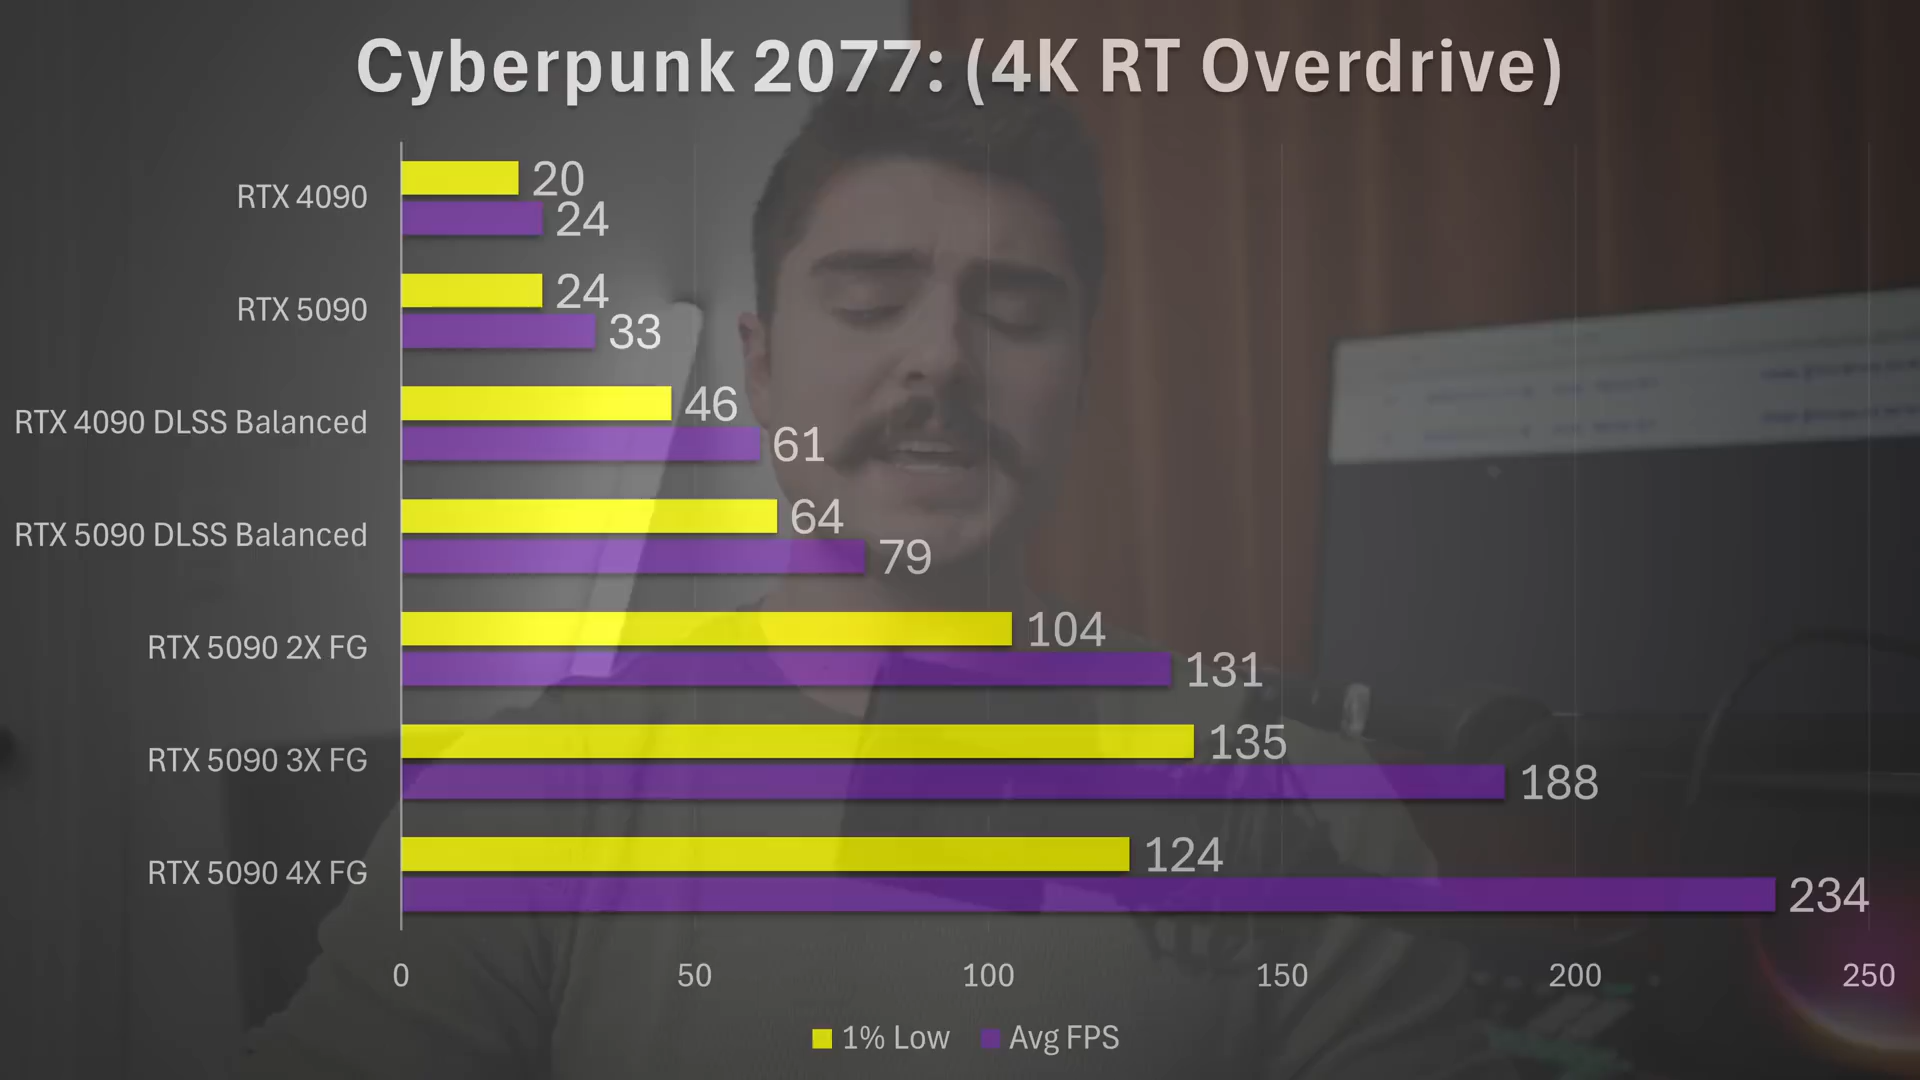 Cyberpunk 2077: (4K RT Overdrive)
RTX 4090
20
24
RTX 5090
24
33
RTX 4090 DLSS Balanced
46
61
RTX 5090 DLSS Balanced
64
79
RTX 5090 2X FG
104
131
RTX 5090 3X FG
135
188
RTX 5090 4X FG
124
234
0 50 100 150 200 250
1% Low Avg FPS